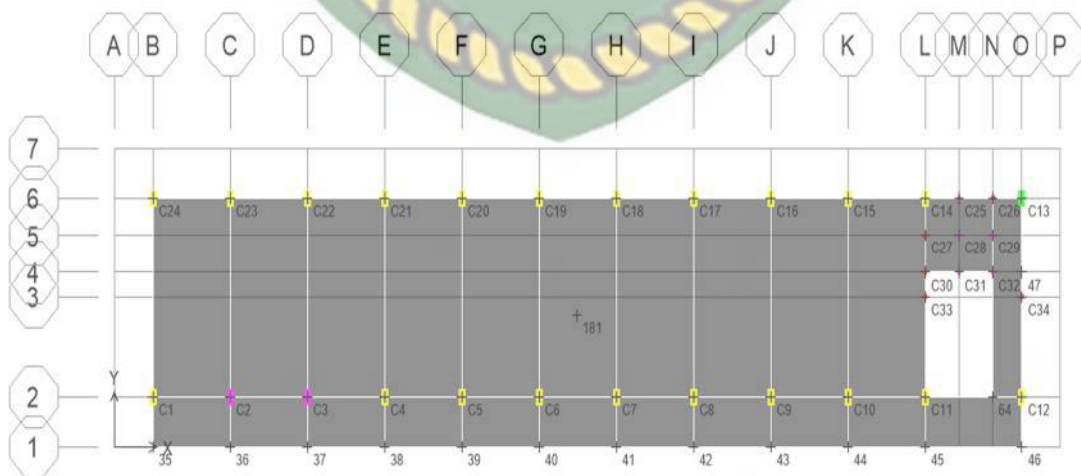 A B C D E F G H I J K L M N O P
7
6
C24 C23 C22 C21 C20 C19 C18 C17 C16 C15 C14 C25 C26 C13
5
C27 C28 C29
4
C30 C31 C32 47
3
C33 C34
181
Y
2
C1 C2 C3 C4 C5 C6 C7 C8 C9 C10 C11 64 C12
1
X
35 36 37 38 39 40 41 42 43 44 45 46